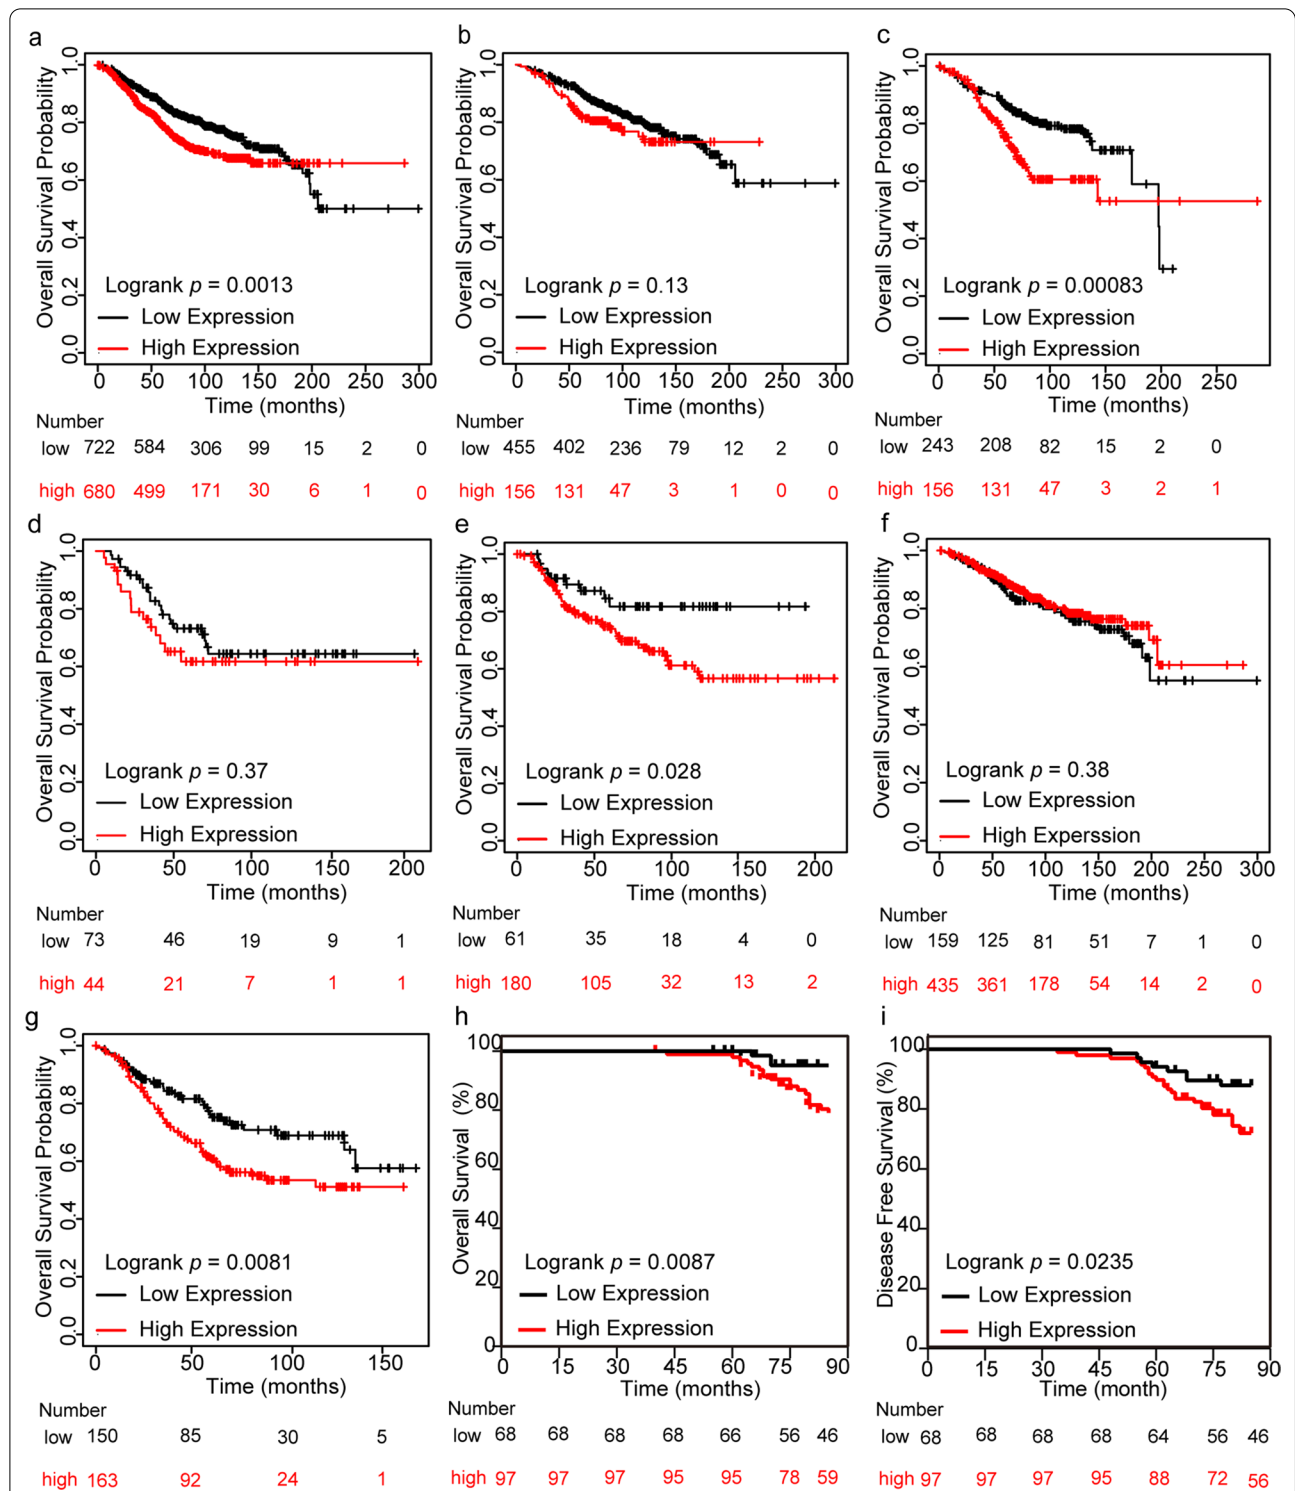 a
Overall Survival Probability
1.0
0.8
0.6
0.4
0.2
0.0
Logrank p = 0.0013
Low Expression
High Expression
0 50 100 150 200 250 300
Time (months)
Number
low 722 584 306 99 15 2 0
high 680 499 171 30 6 1 0
b
Overall Survival Probability
1.0
0.8
0.6
0.4
0.2
0.0
Logrank p = 0.13
Low Expression
High Expression
0 50 100 150 200 250 300
Time (months)
Number
low 455 402 236 79 12 2 0
high 156 131 47 3 1 0 0
c
Overall Survival Probability
1.0
0.8
0.6
0.4
0.2
0.0
Logrank p = 0.00083
Low Expression
High Expression
0 50 100 150 200 250
Time (months)
Number
low 243 208 82 15 2 0
high 156 131 47 3 2 1
d
Overall Survival Probability
1.0
0.8
0.6
0.4
0.2
0.0
Logrank p = 0.37
Low Expression
High Expression
0 50 100 150 200
Time (months)
Number
low 73 46 19 9 1
high 44 21 7 1 1
e
Overall Survival Probability
1.0
0.8
0.6
0.4
0.2
0.0
Logrank p = 0.028
Low Expression
High Expression
0 50 100 150 200
Time (months)
Number
low 61 35 18 4 0
high 180 105 32 13 2
f
Overall Survival Probability
1.0
0.8
0.6
0.4
0.2
0.0
Logrank p = 0.38
Low Expression
High Experssion
0 50 100 150 200 250 300
Time (months)
Number
low 159 125 81 51 7 1 0
high 435 361 178 54 14 2 0
g
Overall Survival Probability
1.0
0.8
0.6
0.4
0.2
0.0
Logrank p = 0.0081
Low Expression
High Expression
0 50 100 150
Time (months)
Number
low 150 85 30 5
high 163 92 24 1
h
Overall Survival (%)
100
80
60
40
20
0
Logrank p = 0.0087
Low Expression
High Expression
0 15 30 45 60 75 90
Time (months)
Number
low 68 68 68 68 66 56 46
high 97 97 97 95 95 78 59
i
Disease Free Survival (%)
100
80
60
40
20
0
Logrank p = 0.0235
Low Expression
High Expression
0 15 30 45 60 75 90
Time (month)
Number
low 68 68 68 68 64 56 46
high 97 97 97 95 88 72 56